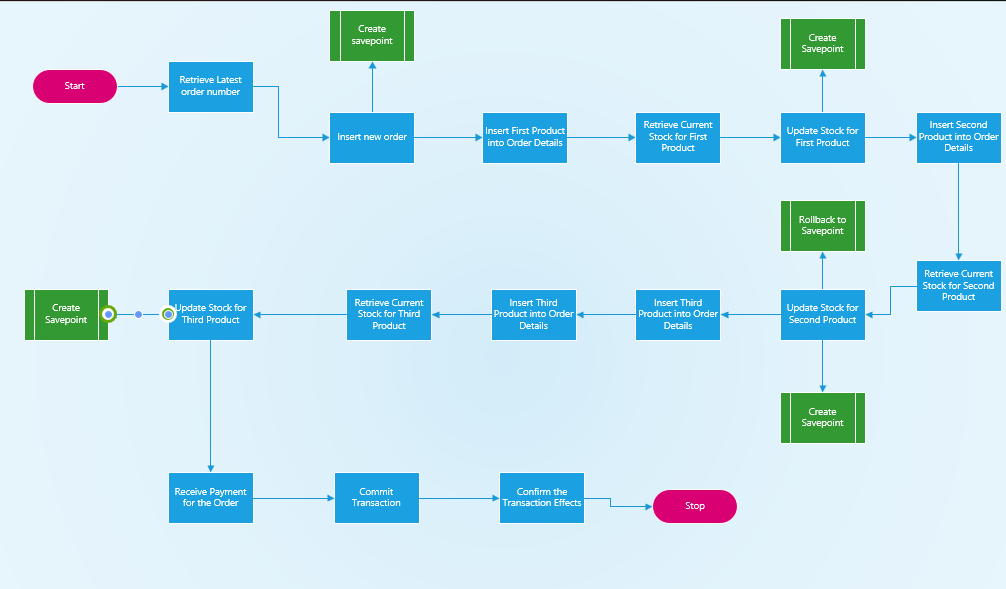 Create
savepoint
Create
Savepoint
Start
Retrieve Latest
order number
Insert new order
Insert First Product
into Order Details
Retrieve Current
Stock for First
Product
Update Stock for
First Product
Insert Second
Product into Order
Details
Rollback to
Savepoint
Retrieve Current
Stock for Second
Product
Update Stock for
Second Product
Insert Third
Product into Order
Details
Insert Third
Product into Order
Details
Retrieve Current
Stock for Third
Product
Update Stock for
Third Product
Create
Savepoint
Create
Savepoint
Receive Payment
for the Order
Commit
Transaction
Confirm the
Transaction Effects
Stop